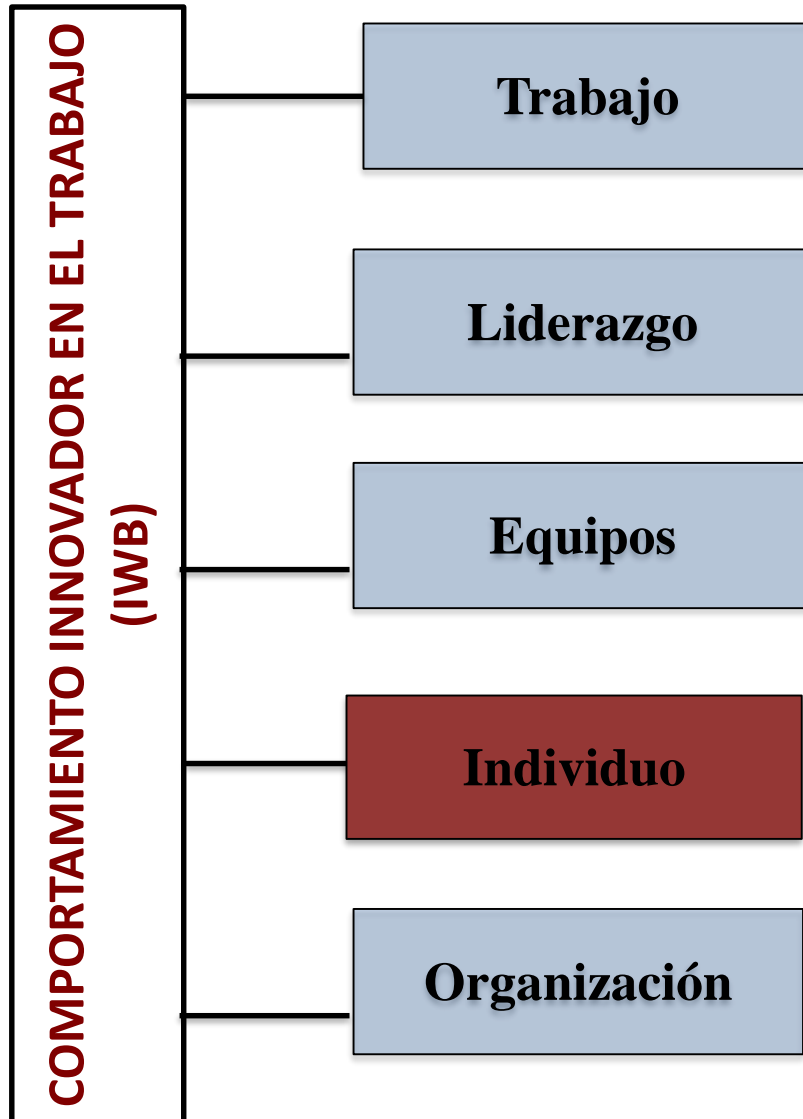 COMPORTAMIENTO INNOVADOR EN EL TRABAJO
(IWB)
Trabajo
Liderazgo
Equipos
Individuo
Organización